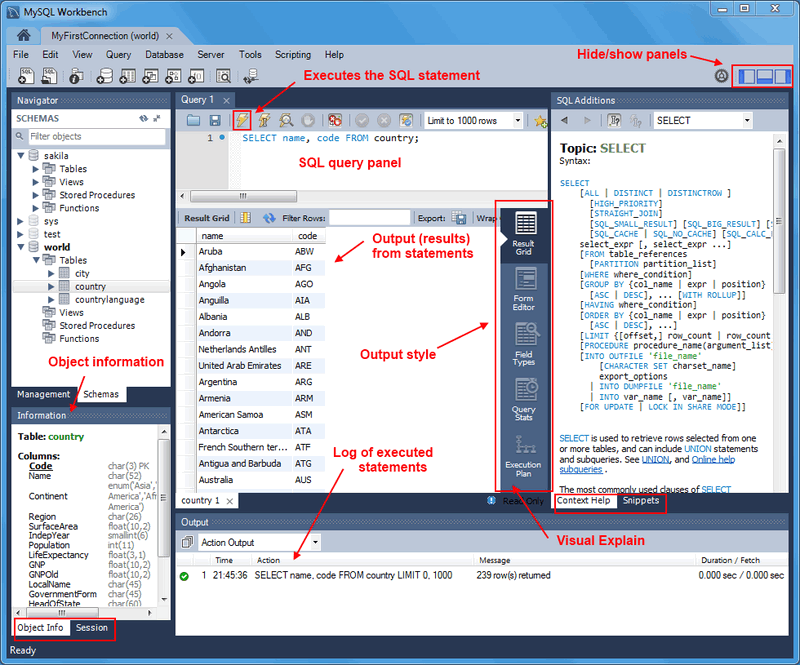 MySQL Workbench
MyFirstConnection (world)
File Edit View Query Database Server Tools Scripting Help
Hide/show panels
Executes the SQL statement
Navigator
SCHEMAS
Filter objects
sakila
Tables
Views
Stored Procedures
Functions
sys
test
world
Tables
city
country
countrylanguage
Views
Stored Procedures
Functions
Object information
Management Schemas
Information
Table: country
Columns:
Code char(3) PK
Name char(52)
enum('Asia','
Continent America','Af
America')
Region char(26)
SurfaceArea float(10,2)
IndepYear smallint(6)
Population int(11)
LifeExpectancy float(3,1)
GNP float(10,2)
GNPOld float(10,2)
LocalName char(45)
GovernmentForm char(45)
HeadOfState char(60)
Object Info Session
Ready
Query 1
Limit to 1000 rows
1 SELECT name, code FROM country;
SQL query panel
Result Grid Filter Rows: Export: Wrap
name code
Aruba ABW
Afghanistan AFG
Angola AGO
Anguilla AIA
Albania ALB
Andorra AND
Netherlands Antilles ANT
United Arab Emirates ARE
Argentina ARG
Armenia ARM
American Samoa ASM
Antarctica ATA
French Southern ter... ATF
Antigua and Barbuda ATG
Australia AUS
Output (results)
from statements
Output style
Log of executed
statements
Result
Grid
Form
Editor
Field
Types
Query
Stats
Execution
Plan
country 1
Read Only
Visual Explain
SQL Additions
SELECT
Topic: SELECT
Syntax:
SELECT
[ALL | DISTINCT | DISTINCTROW ]
[HIGH_PRIORITY]
[STRAIGHT_JOIN]
[SQL_SMALL_RESULT] [SQL_BIG_RESULT] [S
[SQL_CACHE | SQL_NO_CACHE] [SQL_CALC_
select_expr [, select_expr ...]
[FROM table_references
[PARTITION partition_list]
[WHERE where_condition]
[GROUP BY {col_name | expr | position}
[ASC | DESC], ... [WITH ROLLUP]]
[HAVING where_condition]
[ORDER BY {col_name | expr | position}
[ASC | DESC], ...]
[LIMIT {[offset,] row_count | row_count
[PROCEDURE procedure_name(argument_list
[INTO OUTFILE 'file_name'
[CHARACTER SET charset_name]
export_options
| INTO DUMPFILE 'file_name'
| INTO var_name [, var_name]]
[FOR UPDATE | LOCK IN SHARE MODE]]
SELECT is used to retrieve rows selected from one
or more tables, and can include UNION statements
and subqueries. See UNION, and Online help
subqueries .
The most commonly used clauses of SELECT
Context Help Snippets
Output
Action Output
Time Action Message Duration / Fetch
1 21:45:36 SELECT name, code FROM country LIMIT 0, 1000 239 row(s) returned 0.000 sec / 0.000 sec